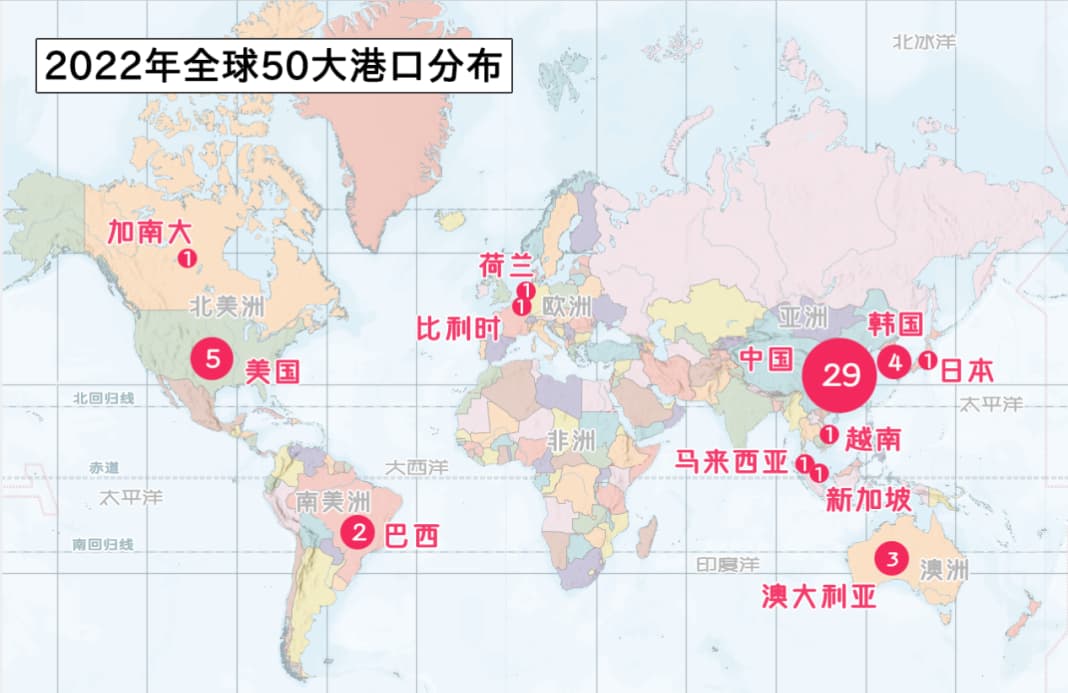 2022年全球50大港口分布
北冰洋
加拿大
1
北美洲
5
美国
北回归线
赤道
太平洋
南回归线
大西洋
南美洲
2
巴西
荷兰
1
1
比利时
欧洲
非洲
亚洲
中国
29
韩国
4
1
日本
太平洋
1
越南
马来西亚
1
1
新加坡
印度洋
3
澳洲
澳大利亚